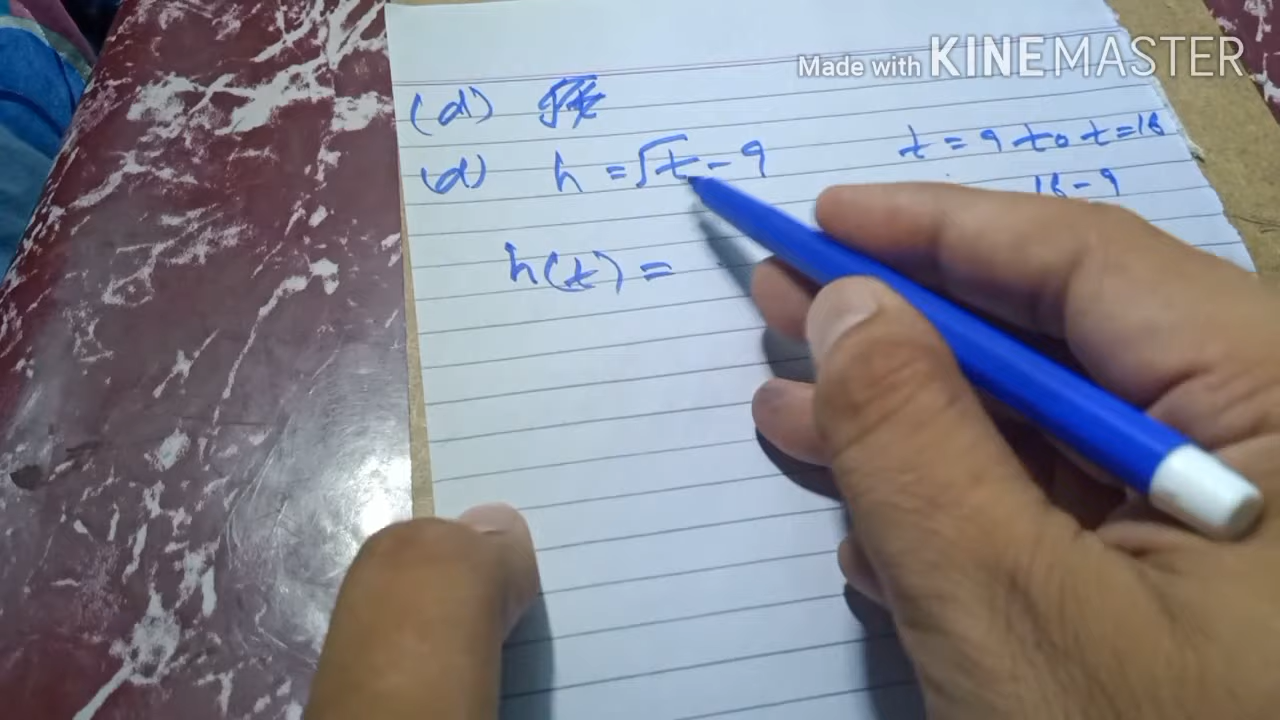 Made with KINEMASTER
(d)
(d) h = √t - 9 t = 9 to t = 16
16 - 9
h(t) =